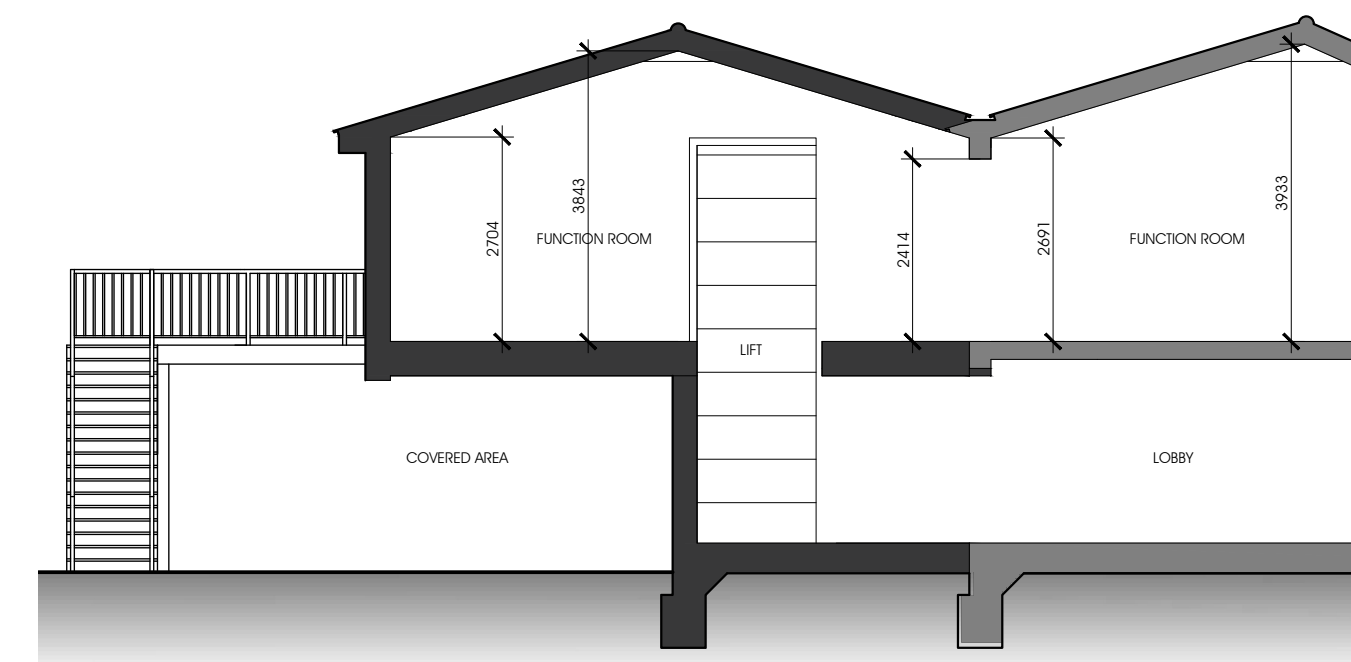 3843
2704
FUNCTION ROOM
2414
2691
3933
FUNCTION ROOM
LIFT
COVERED AREA
LOBBY